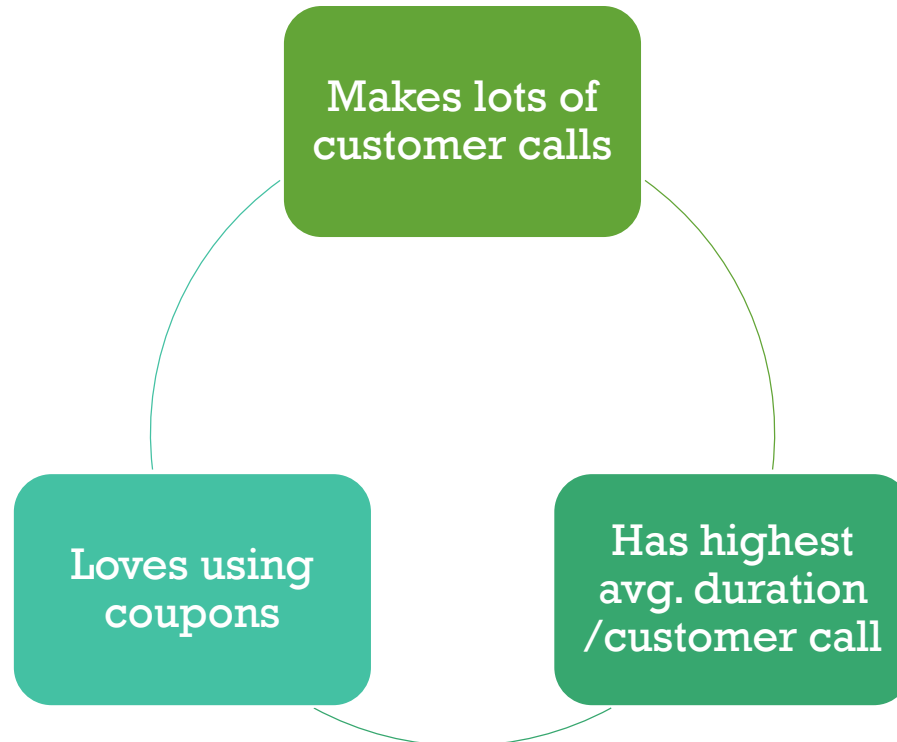 Makes lots of
customer calls
Has highest
avg. duration
/customer call
Loves using
coupons